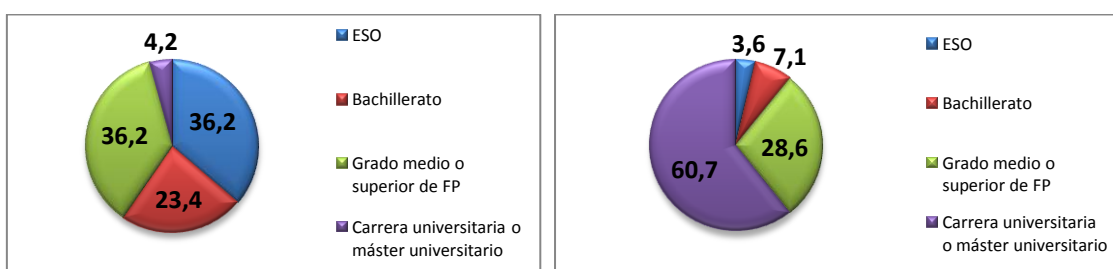 4,2
36,2
36,2
23,4
ESO
Bachillerato
Grado medio o
superior de FP
Carrera universitaria o
máster universitario
3,6
7,1
28,6
60,7
ESO
Bachillerato
Grado medio o
superior de FP
Carrera universitaria
o máster universitario